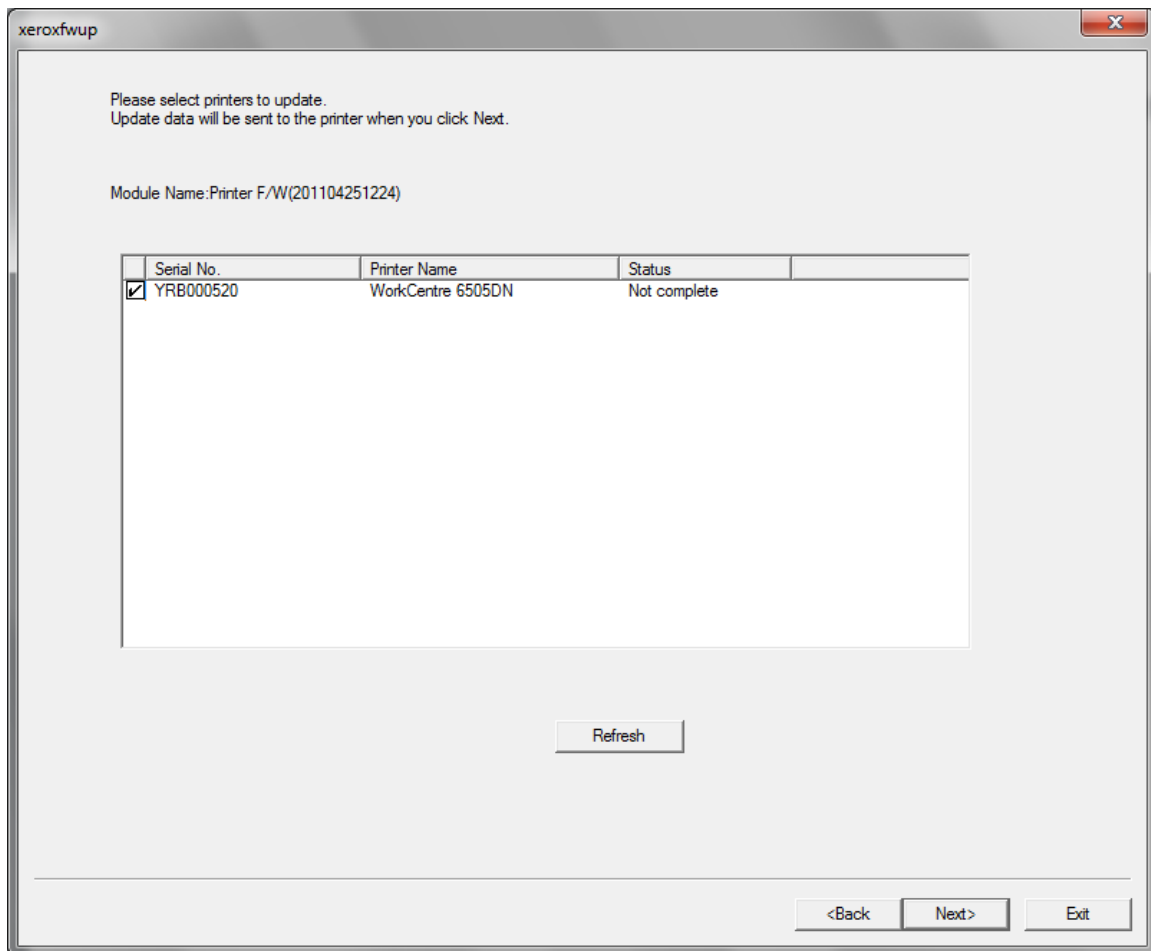 xeroxfwup
Please select printers to update.
Update data will be sent to the printer when you click Next.
Module Name:Printer F/W(201104251224)
Serial No. Printer Name Status
YRB000520 WorkCentre 6505DN Not complete
Refresh
<Back Next> Exit